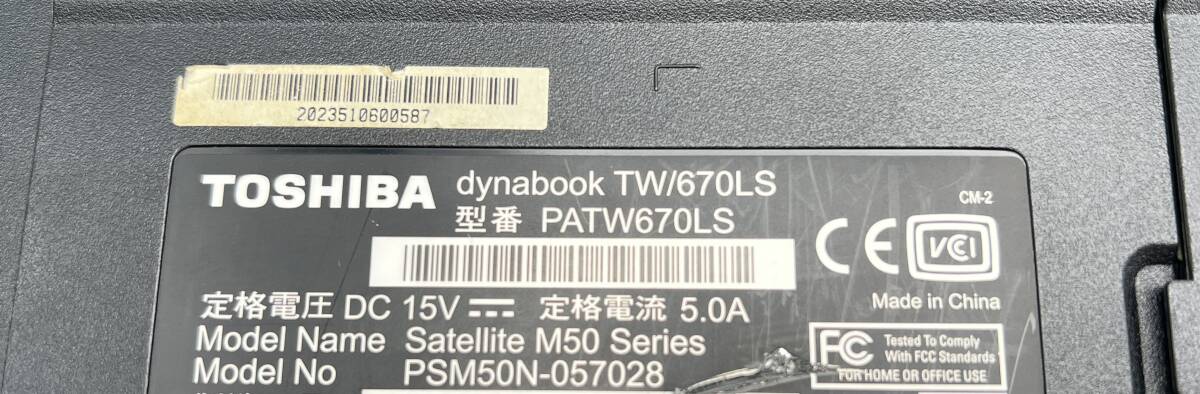 2023510600587
TOSHIBA dynabook TW/670LS
型番 PATW670LS
CM-2
CE VCCI
定格電圧 DC 15V 定格電流 5.0A
Made in China
Model Name Satellite M50 Series
Model No PSM50N-057028
FC Tested To Comply
With FCC Standards
FOR HOME OR OFFICE USE